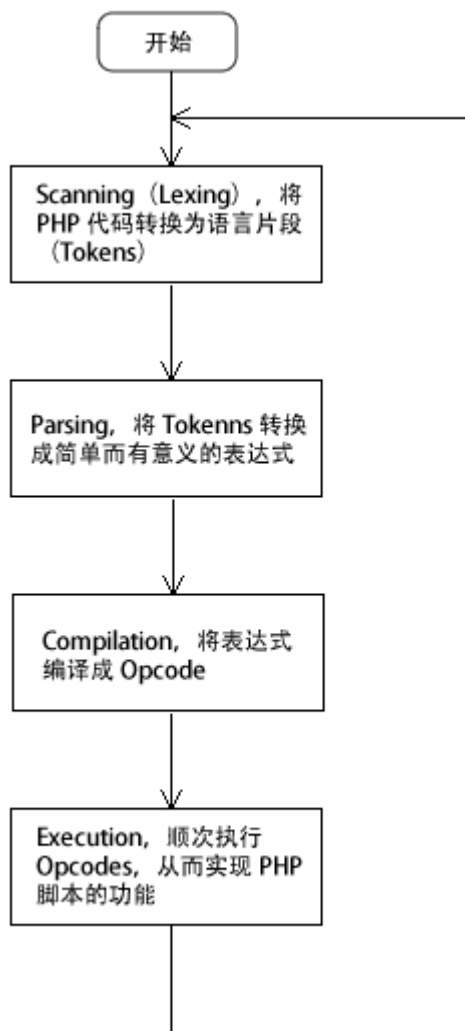 开始
Scanning（Lexing），将
PHP 代码转换为语言片段
（Tokens）
Parsing，将 Tokenns 转换
成简单而有意义的表达式
Compilation，将表达式
编译成 Opcode
Execution，顺次执行
Opcodes，从而实现 PHP
脚本的功能